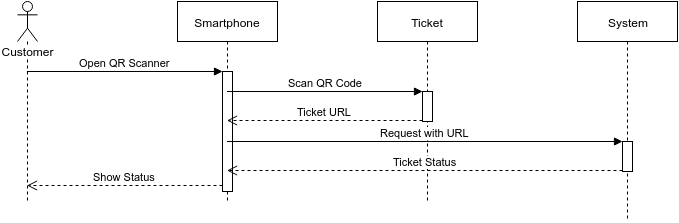 Smartphone
Ticket
System
Customer
Open QR Scanner
Scan QR Code
Ticket URL
Request with URL
Ticket Status
Show Status